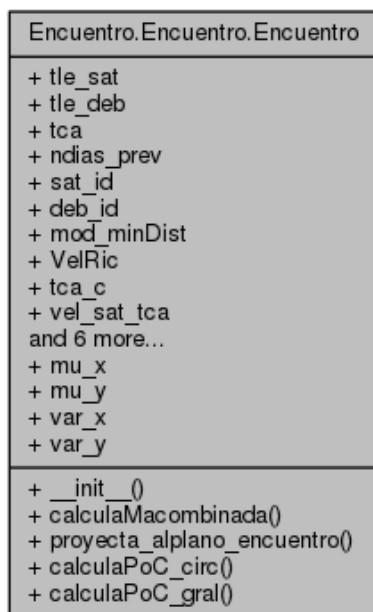 Encuentro.Encuentro.Encuentro
+ tle_sat
+ tle_deb
+ tca
+ ndias_prev
+ sat_id
+ deb_id
+ mod_minDist
+ VelRic
+ tca_c
+ vel_sat_tca
and 6 more...
+ mu_x
+ mu_y
+ var_x
+ var_y
+ __init__()
+ calculaMacombinada()
+ proyecta_alplano_encuentro()
+ calculaPoC_circ()
+ calculaPoC_gral()